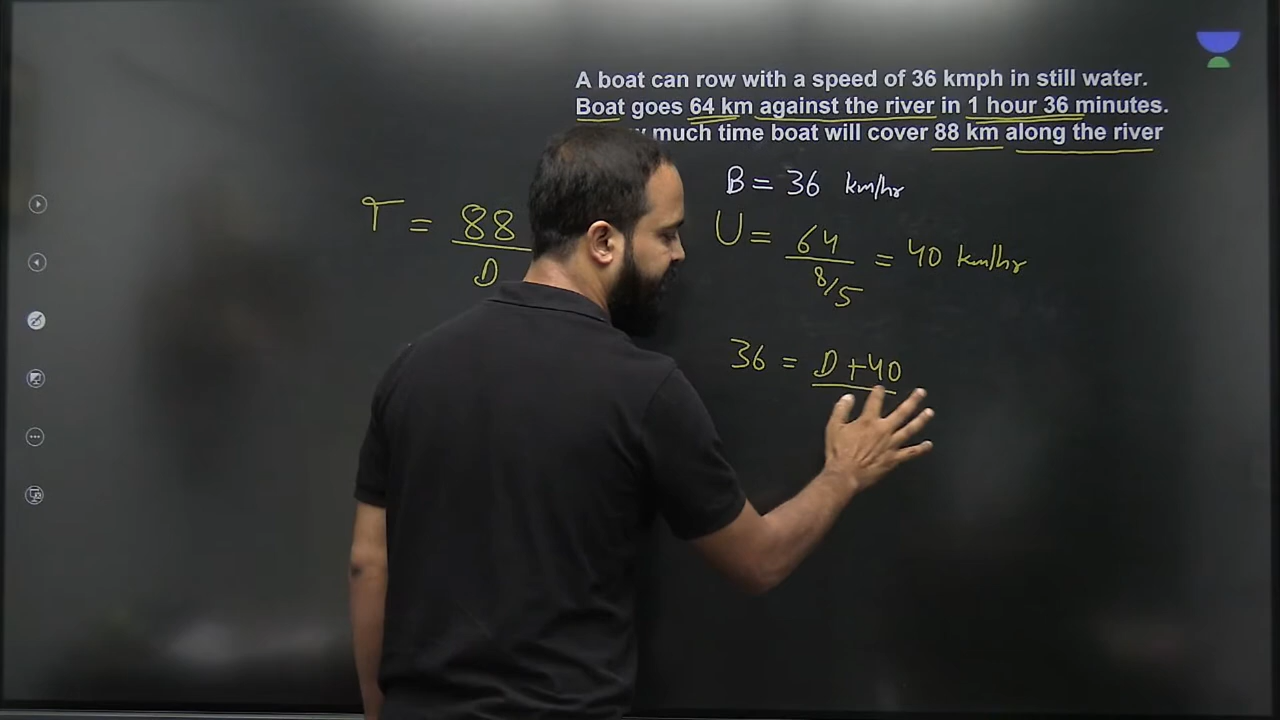 A boat can row with a speed of 36 kmph in still water.
Boat goes 64 km against the river in 1 hour 36 minutes.
much time boat will cover 88 km along the river
B = 36 km/hr
T = 88
D
U = 64 / 8/5 = 40 km/hr
36 = D + 40